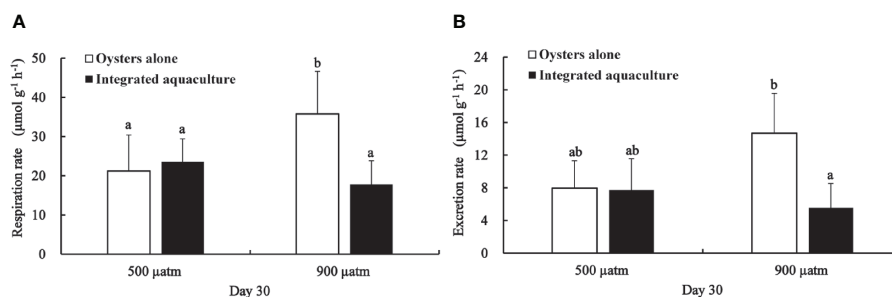 A
Respiration rate (µmol g⁻¹ h⁻¹)
50
40
30
20
10
0
Oysters alone
Integrated aquaculture
a
a
b
a
500 µatm
900 µatm
Day 30
B
Excretion rate (µmol g⁻¹ h⁻¹)
24
20
16
12
8
4
0
Oysters alone
Integrated aquaculture
ab
ab
b
a
500 µatm
900 µatm
Day 30